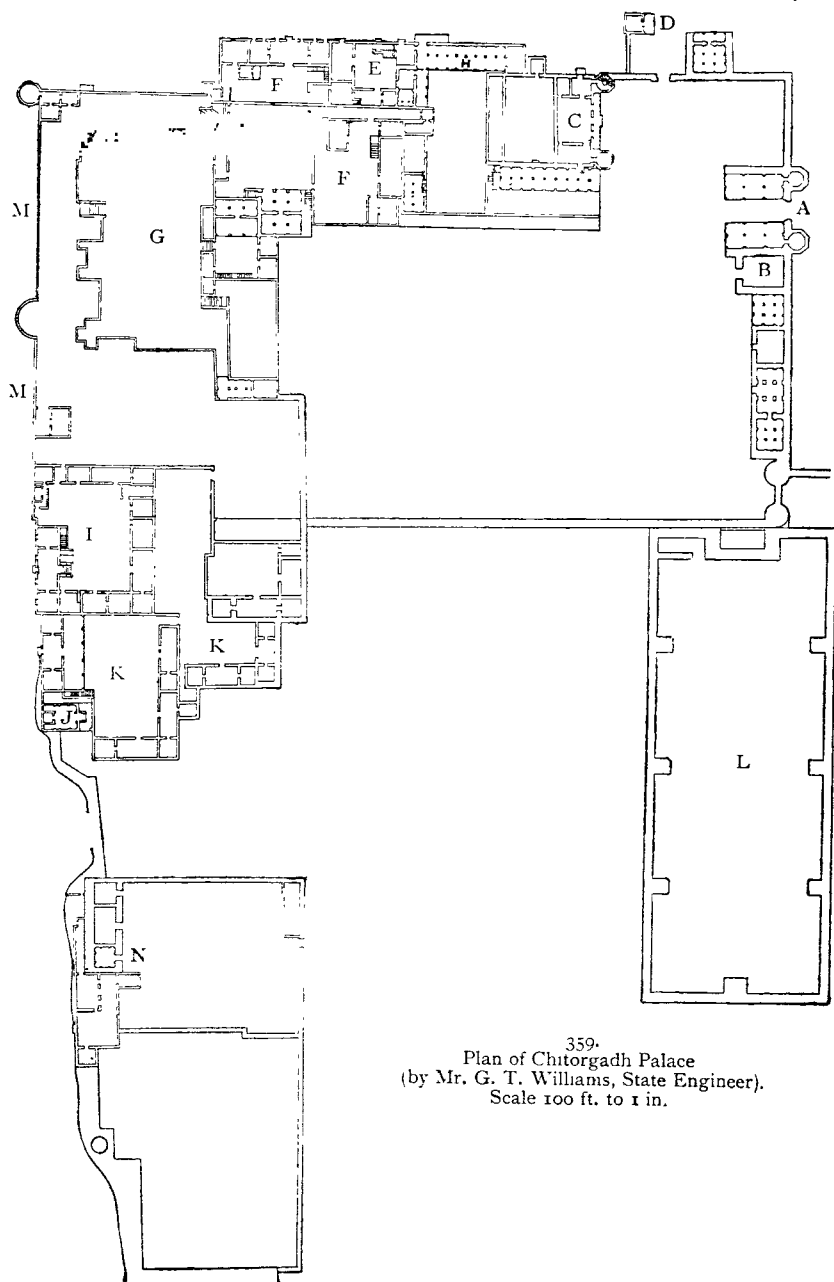 D
E
H
F
C
M
F
A
G
B
M
I
K
K
J
L
N
359.
Plan of Chitorgadh Palace
(by Mr. G. T. Williams, State Engineer).
Scale 100 ft. to 1 in.